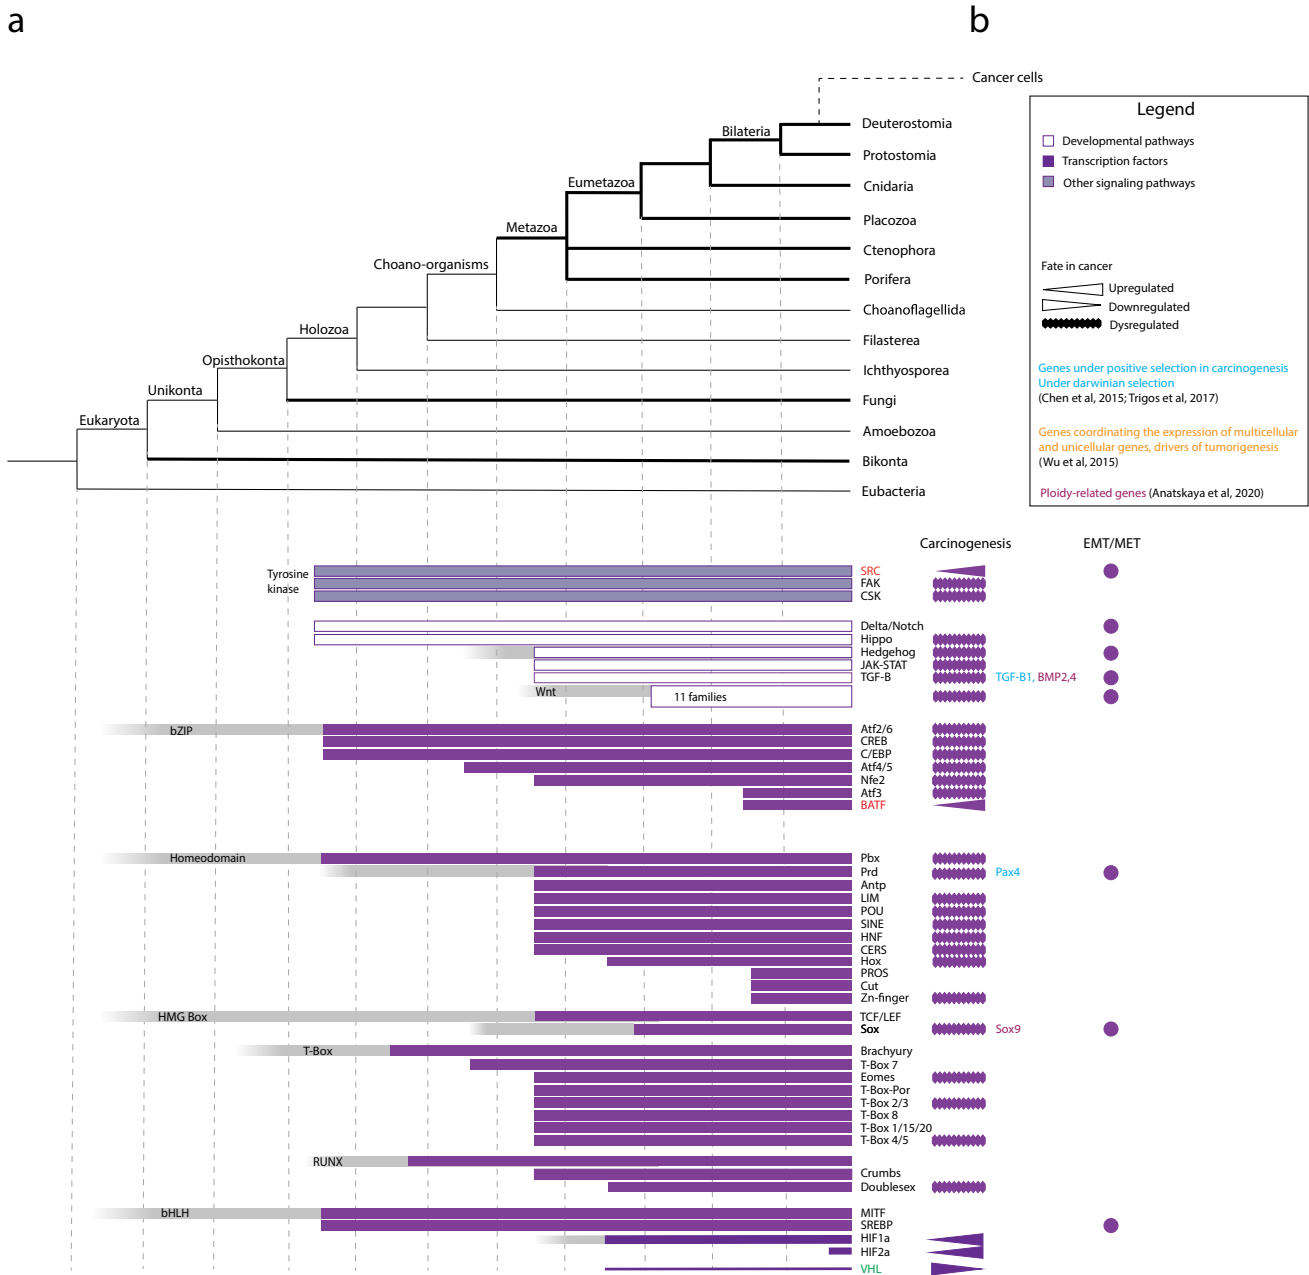 a
b
Cancer cells
Deuterostomia
Bilateria
Protostomia
Eumetazoa
Cnidaria
Placozoa
Metazoa
Ctenophora
Choano-organisms
Porifera
Choanoflagellida
Holozoa
Filasterea
Opisthokonta
Ichthyosporea
Unikonta
Fungi
Eukaryota
Amoebozoa
Bikonta
Eubacteria
Legend
Developmental pathways
Transcription factors
Other signaling pathways
Fate in cancer
Upregulated
Downregulated
Dysregulated
Genes under positive selection in carcinogenesis
Under darwinian selection
(Chen et al, 2015; Trigos et al, 2017)
Genes coordinating the expression of multicellular
and unicellular genes, drivers of tumorigenesis
(Wu et al, 2015)
Ploidy-related genes (Anatskaya et al, 2020)
Carcinogenesis EMT/MET
Tyrosine
kinase
SRC
FAK
CSK
Delta/Notch
Hippo
Hedgehog
JAK-STAT
TGF-B TGF-B1, BMP2,4
Wnt 11 families
bZIP Atf2/6
CREB
C/EBP
Atf4/5
Nfe2
Atf3
BATF
Homeodomain Pbx
Prd Pax4
Antp
LIM
POU
SINE
HNF
CERS
Hox
PROS
Cut
Zn-finger
HMG Box TCF/LEF
Sox Sox9
T-Box Brachyury
T-Box 7
Eomes
T-Box-Por
T-Box 2/3
T-Box 8
T-Box 1/15/20
T-Box 4/5
RUNX
Crumbs
Doublesex
bHLH MITF
SREBP
HIF1a
HIF2a
VHL